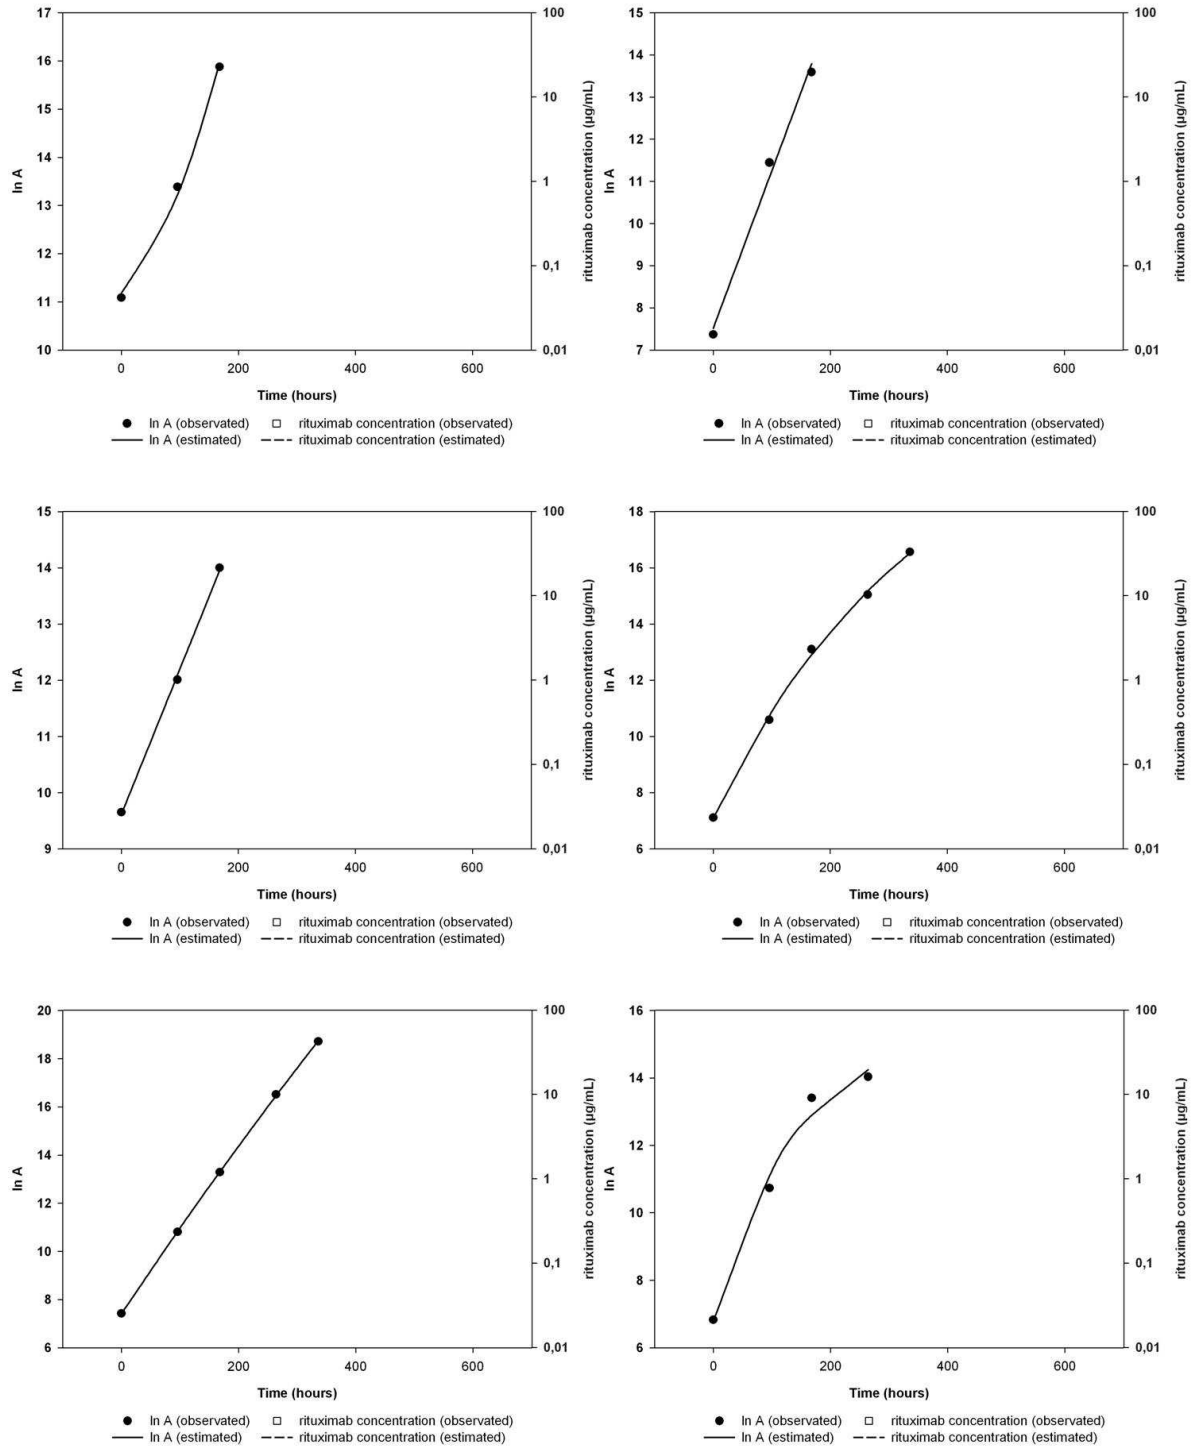 17
16
15
14
13
12
11
10
ln A
100
10
1
0,1
0,01
rituximab concentration (µg/mL)
0 200 400 600
Time (hours)
ln A (observated) rituximab concentration (observated)
ln A (estimated) rituximab concentration (estimated)
15
14
13
12
11
10
9
8
7
ln A
100
10
1
0,1
0,01
rituximab concentration (µg/mL)
0 200 400 600
Time (hours)
ln A (observated) rituximab concentration (observated)
ln A (estimated) rituximab concentration (estimated)
15
14
13
12
11
10
9
ln A
100
10
1
0,1
0,01
rituximab concentration (µg/mL)
0 200 400 600
Time (hours)
ln A (observated) rituximab concentration (observated)
ln A (estimated) rituximab concentration (estimated)
18
16
14
12
10
8
6
ln A
100
10
1
0,1
0,01
rituximab concentration (µg/mL)
0 200 400 600
Time (hours)
ln A (observated) rituximab concentration (observated)
ln A (estimated) rituximab concentration (estimated)
20
18
16
14
12
10
8
6
ln A
100
10
1
0,1
0,01
rituximab concentration (µg/mL)
0 200 400 600
Time (hours)
ln A (observated) rituximab concentration (observated)
ln A (estimated) rituximab concentration (estimated)
16
14
12
10
8
6
ln A
100
10
1
0,1
0,01
rituximab concentration (µg/mL)
0 200 400 600
Time (hours)
ln A (observated) rituximab concentration (observated)
ln A (estimated) rituximab concentration (estimated)